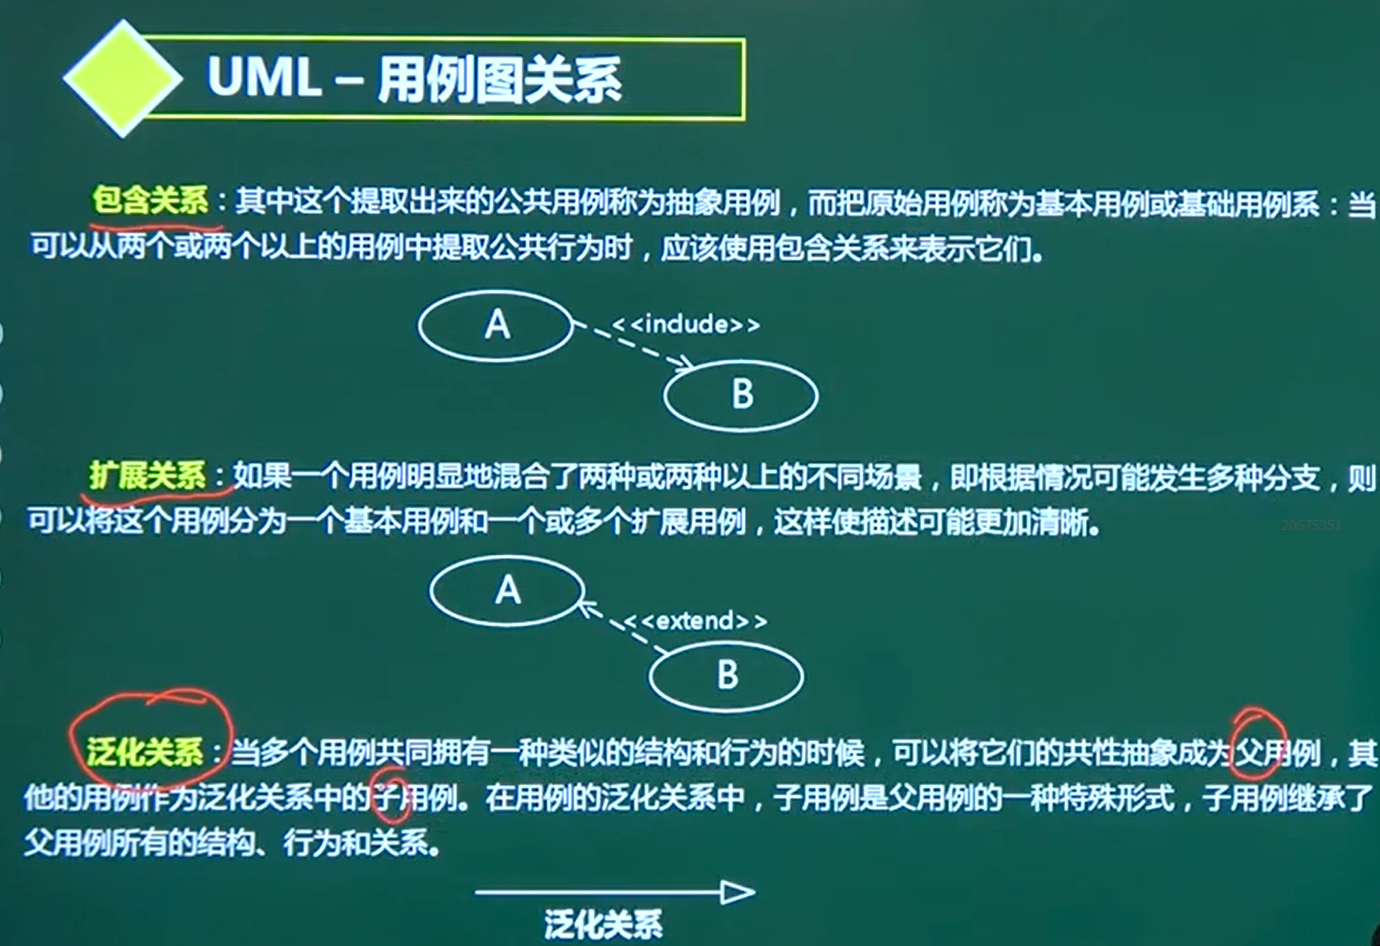 UML – 用例图关系
包含关系：其中这个提取出来的公共用例称为抽象用例，而把原始用例称为基本用例或基础用例系：当
可以从两个或两个以上的用例中提取公共行为时，应该使用包含关系来表示它们。
A
<<include>>
B
扩展关系：如果一个用例明显地混合了两种或两种以上的不同场景，即根据情况可能发生多种分支，则
可以将这个用例分为一个基本用例和一个或多个扩展用例，这样使描述可能更加清晰。
20675351
A
<<extend>>
B
泛化关系：当多个用例共同拥有一种类似的结构和行为的时候，可以将它们的共性抽象成为父用例，其
他的用例作为泛化关系中的子用例。在用例的泛化关系中，子用例是父用例的一种特殊形式，子用例继承了
父用例所有的结构、行为和关系。
泛化关系